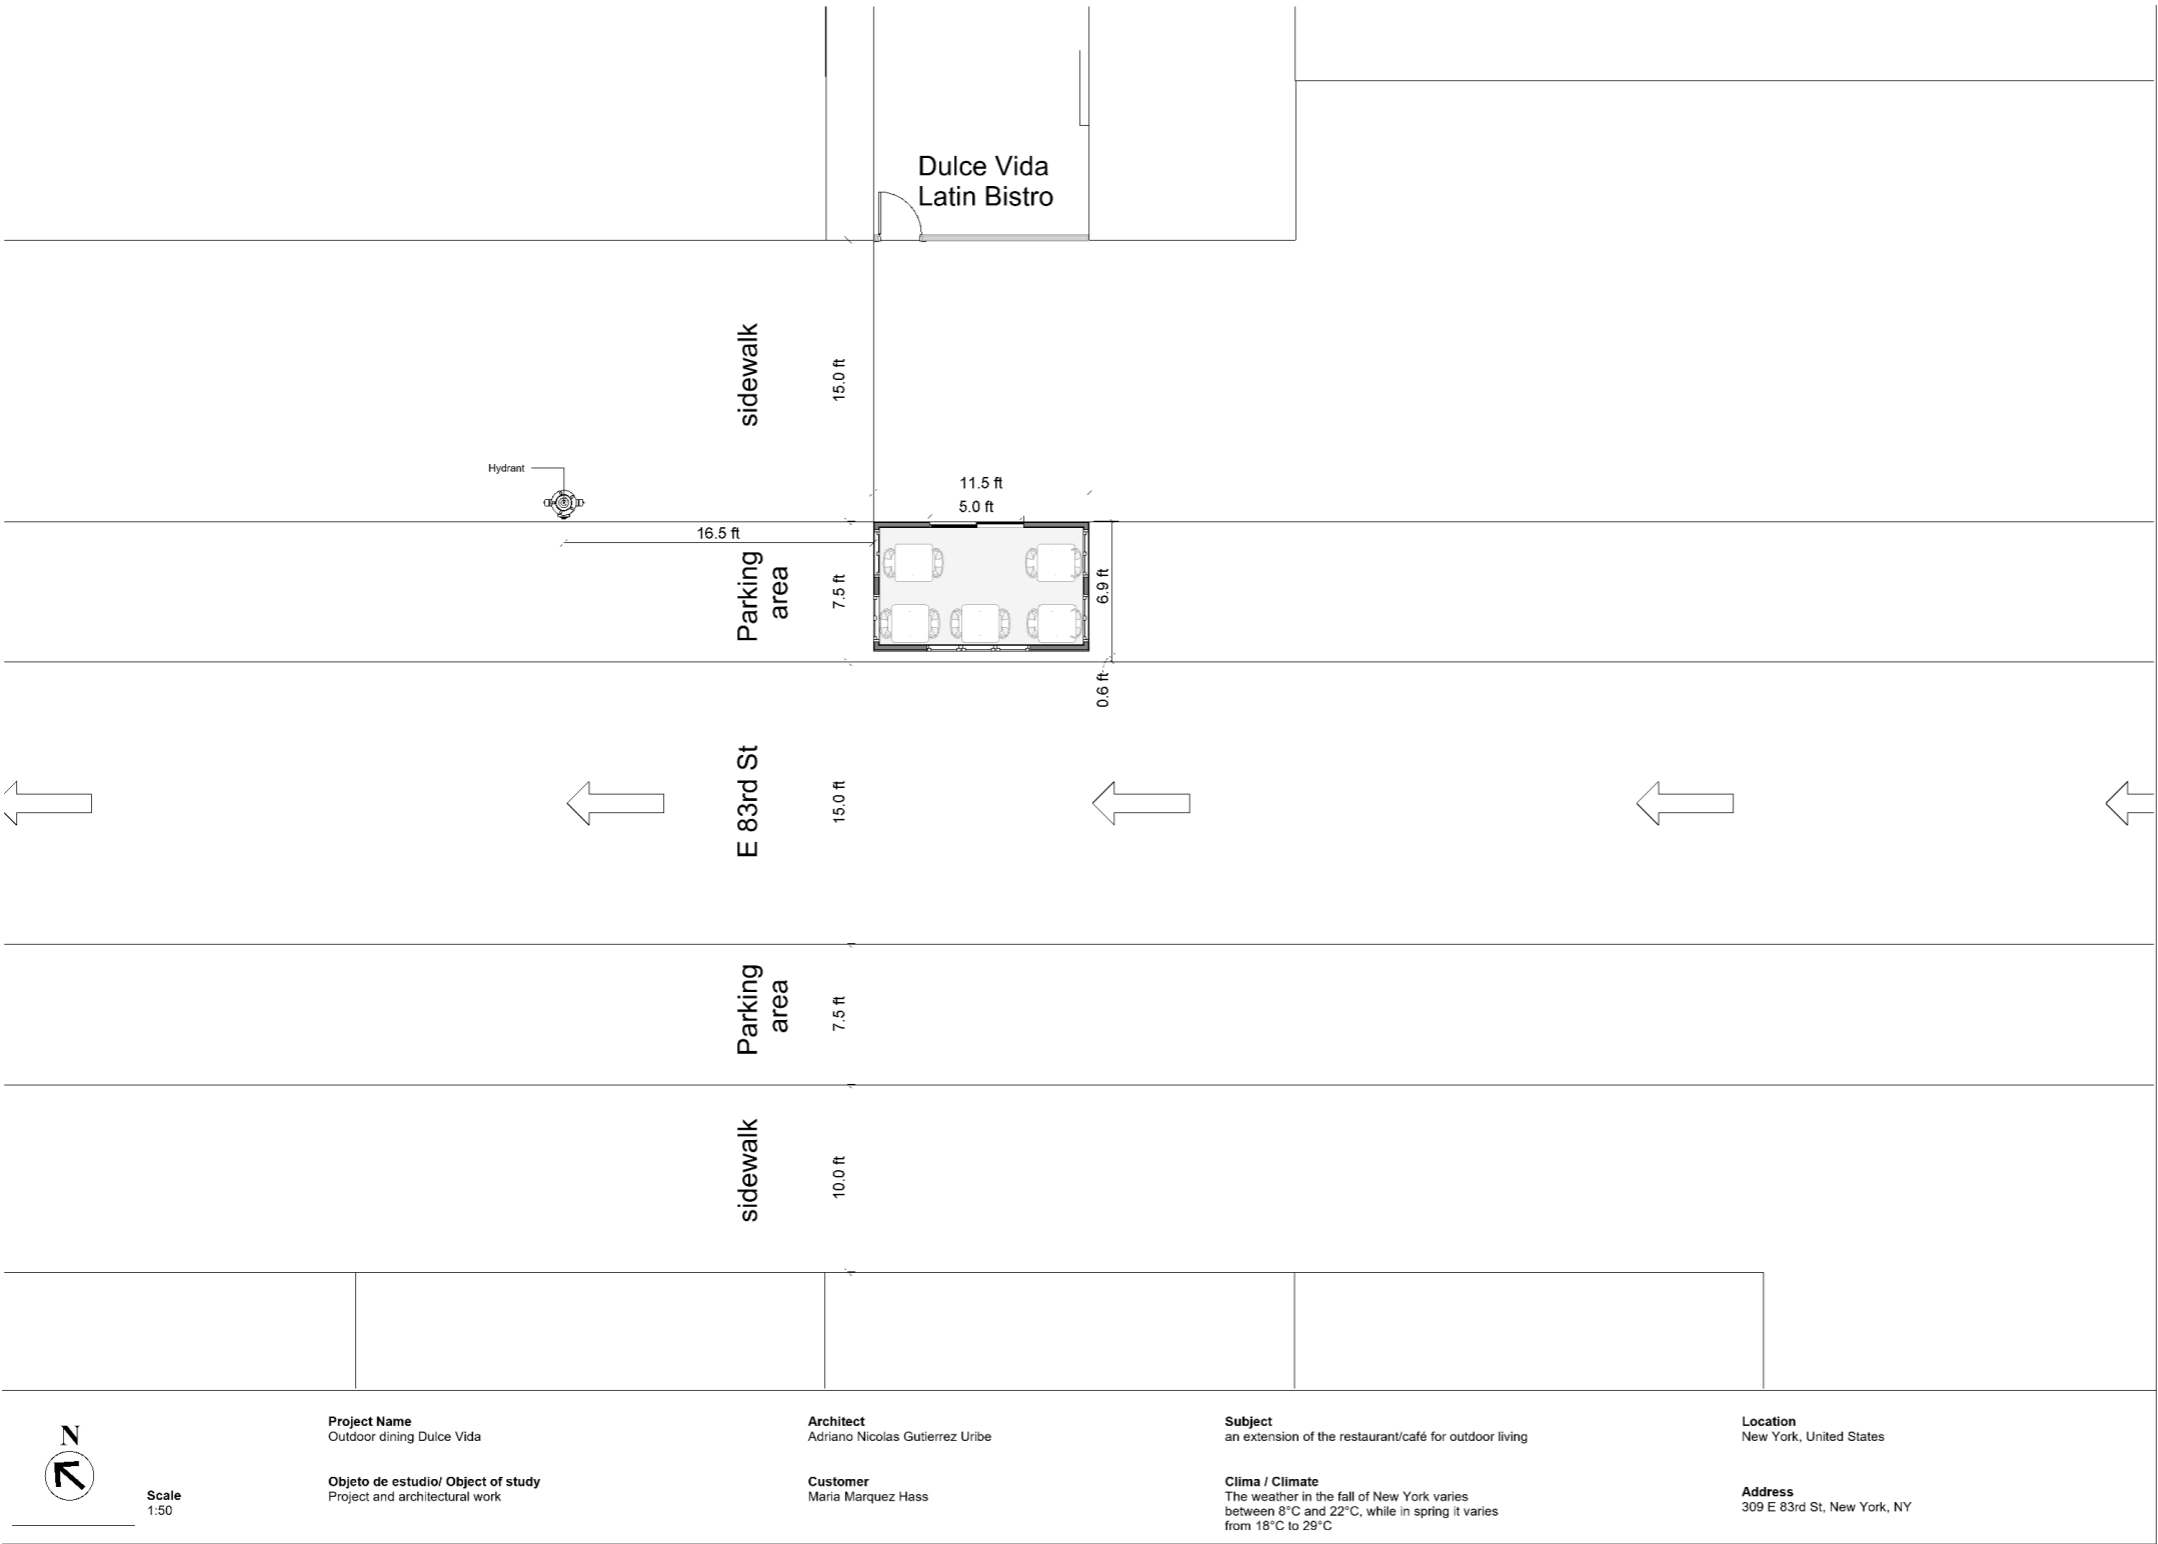 Dulce Vida
Latin Bistro
sidewalk
15.0 ft
Hydrant
11.5 ft
5.0 ft
16.5 ft
Parking
area
7.5 ft
6.9 ft
0.6 ft
E 83rd St
15.0 ft
Parking
area
7.5 ft
sidewalk
10.0 ft
N
Scale
1:50
Project Name
Outdoor dining Dulce Vida
Objeto de estudio/ Object of study
Project and architectural work
Architect
Adriano Nicolas Gutierrez Uribe
Customer
Maria Marquez Hass
Subject
an extension of the restaurant/café for outdoor living
Clima / Climate
The weather in the fall of New York varies
between 8°C and 22°C, while in spring it varies
from 18°C to 29°C
Location
New York, United States
Address
309 E 83rd St, New York, NY